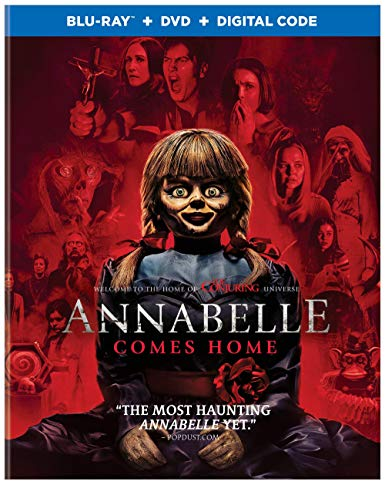 BLU-RAY™ + DVD + DIGITAL CODE
WELCOME TO THE HOME OF THE CONJURING UNIVERSE
ANNABELLE
COMES HOME
"THE MOST HAUNTING
ANNABELLE YET."
– POPDUST.COM